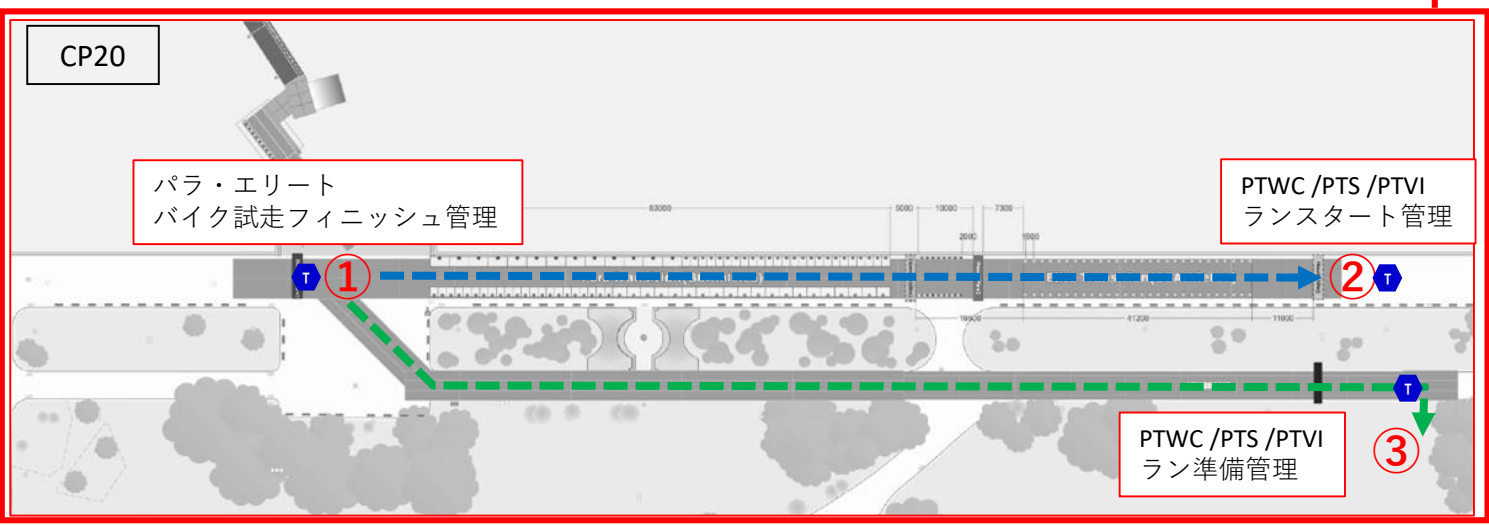 CP20
パラ・エリート
バイク試走フィニッシュ管理
PTWC /PTS /PTVI
ランスタート管理
63000
5000
10000
7300
2000
T
①
②
T
41200
11000
T
PTWC /PTS /PTVI
ラン準備管理
③